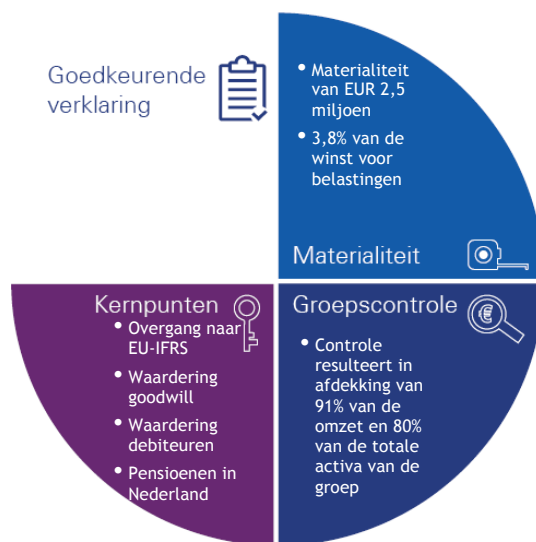 Goedkeurende
verklaring
• Materialiteit
van EUR 2,5
miljoen
• 3,8% van de
winst voor
belastingen
Materialiteit
Kernpunten
• Overgang naar
EU-IFRS
• Waardering
goodwill
• Waardering
debiteuren
• Pensioenen in
Nederland
Groepscontrole
€
• Controle
resulteert in
afdekking van
91% van de
omzet en 80%
van de totale
activa van de
groep